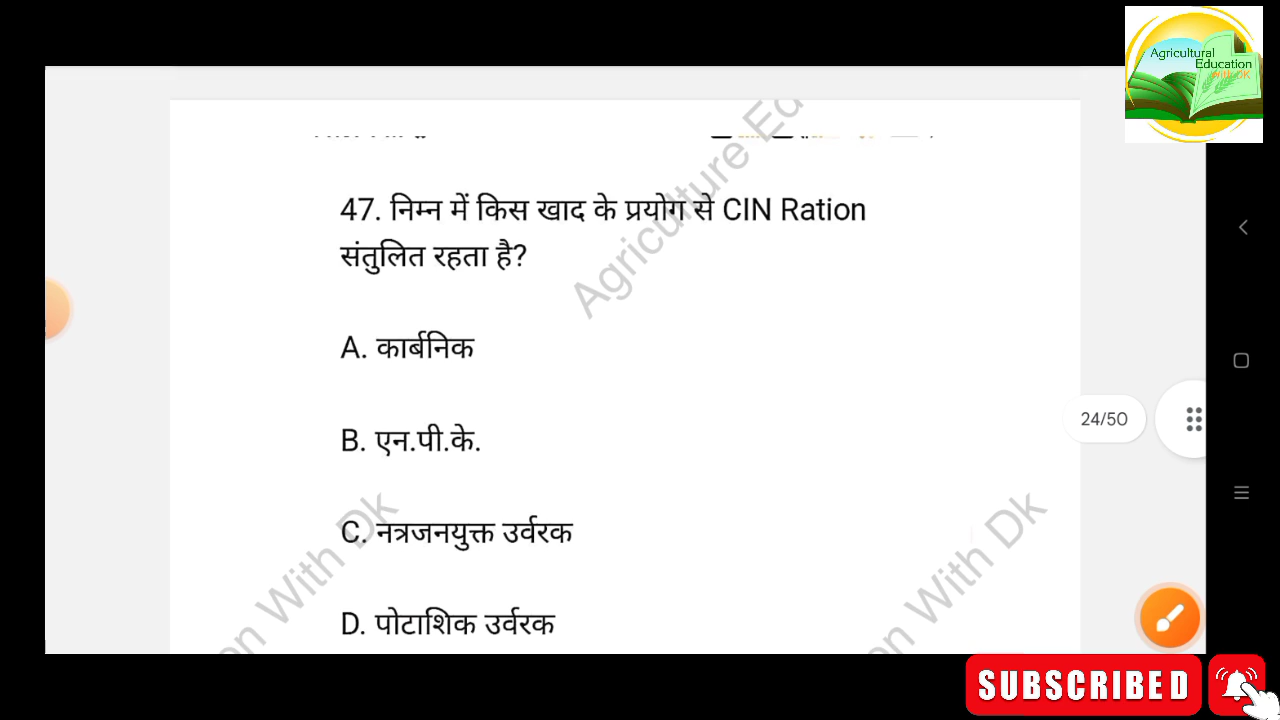 Agricultural
Education
with DK
Agriculture Ed
47. निम्न में किस खाद के प्रयोग से CIN Ration
संतुलित रहता है?
A. कार्बनिक
B. एन.पी.के.
24/50
C. नत्रजनयुक्त उर्वरक
on With Dk
on With Dk
D. पोटाशिक उर्वरक
SUBSCRIBED